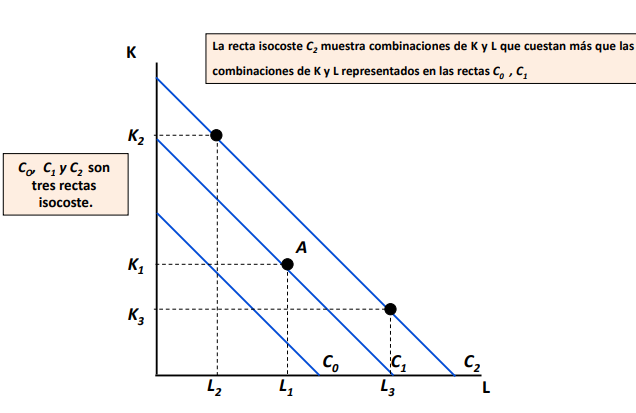 K
La recta isocoste C₂ muestra combinaciones de K y L que cuestan más que las
combinaciones de K y L representados en las rectas C₀ , C₁
K₂
C₀, C₁ y C₂ son
tres rectas
isocoste.
A
K₁
K₃
C₀
C₁
C₂
L₂
L₁
L₃
L